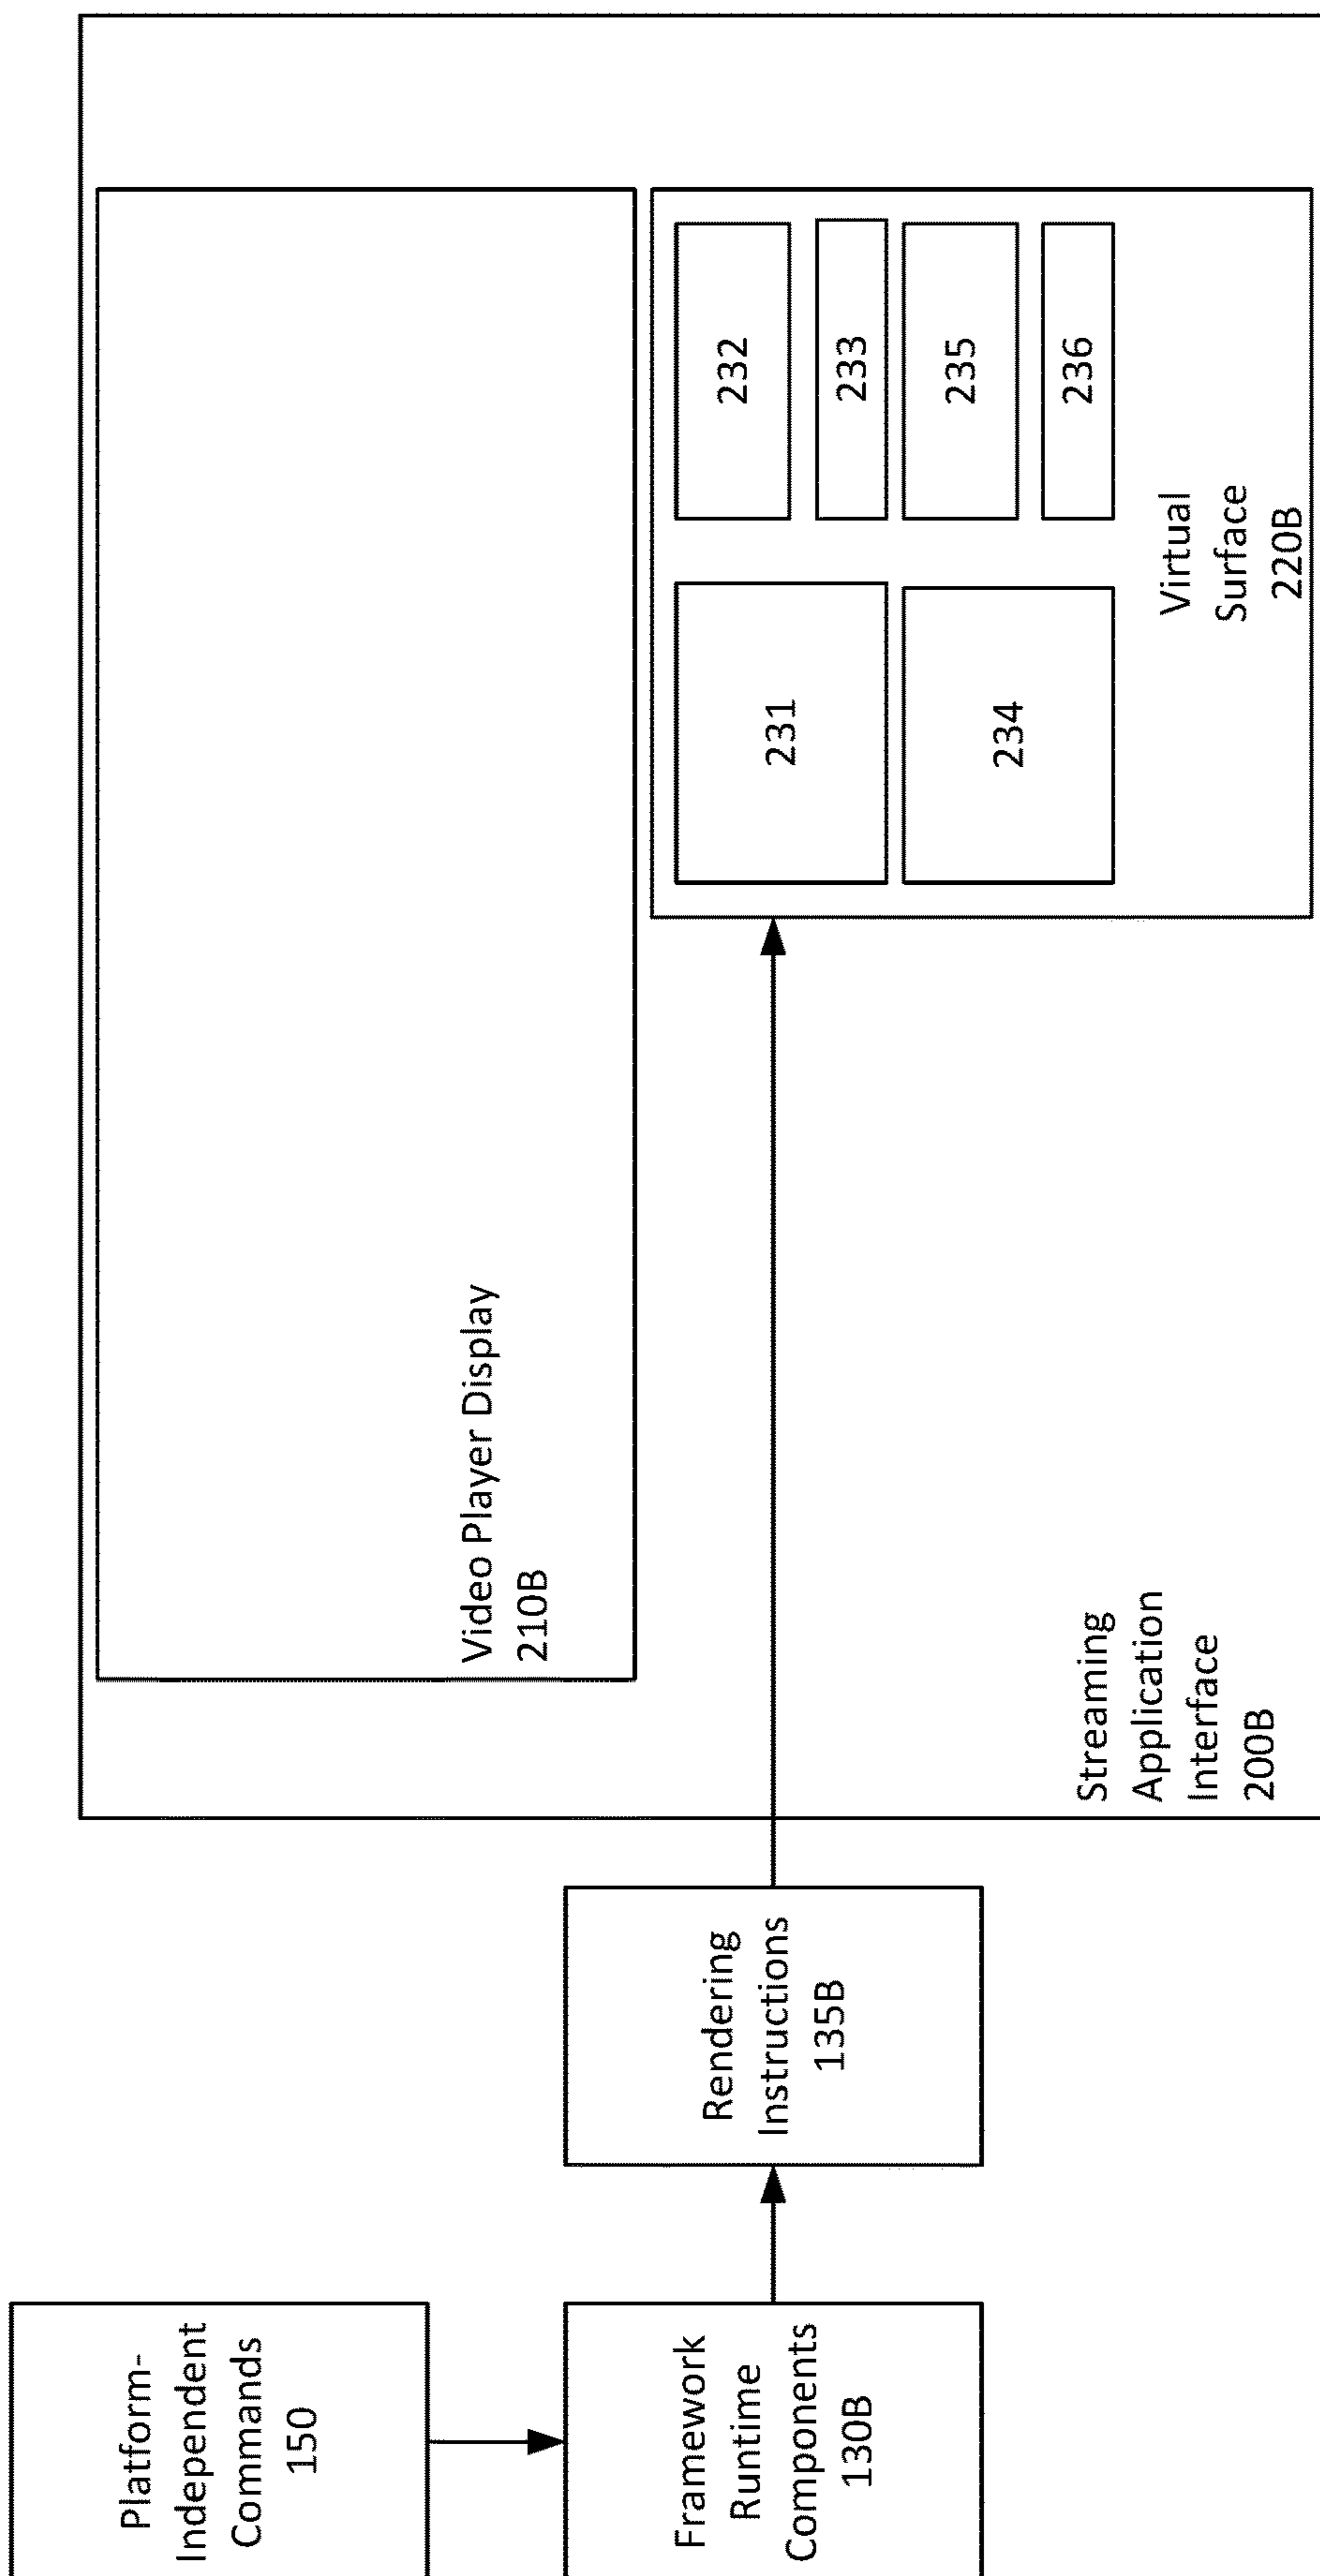 Platform-
Independent
Commands
150
Framework
Runtime
Components
130B
Rendering
Instructions
135B
Video Player Display
210B
Streaming
Application
Interface
200B
231
232
233
234
235
236
Virtual
Surface
220B